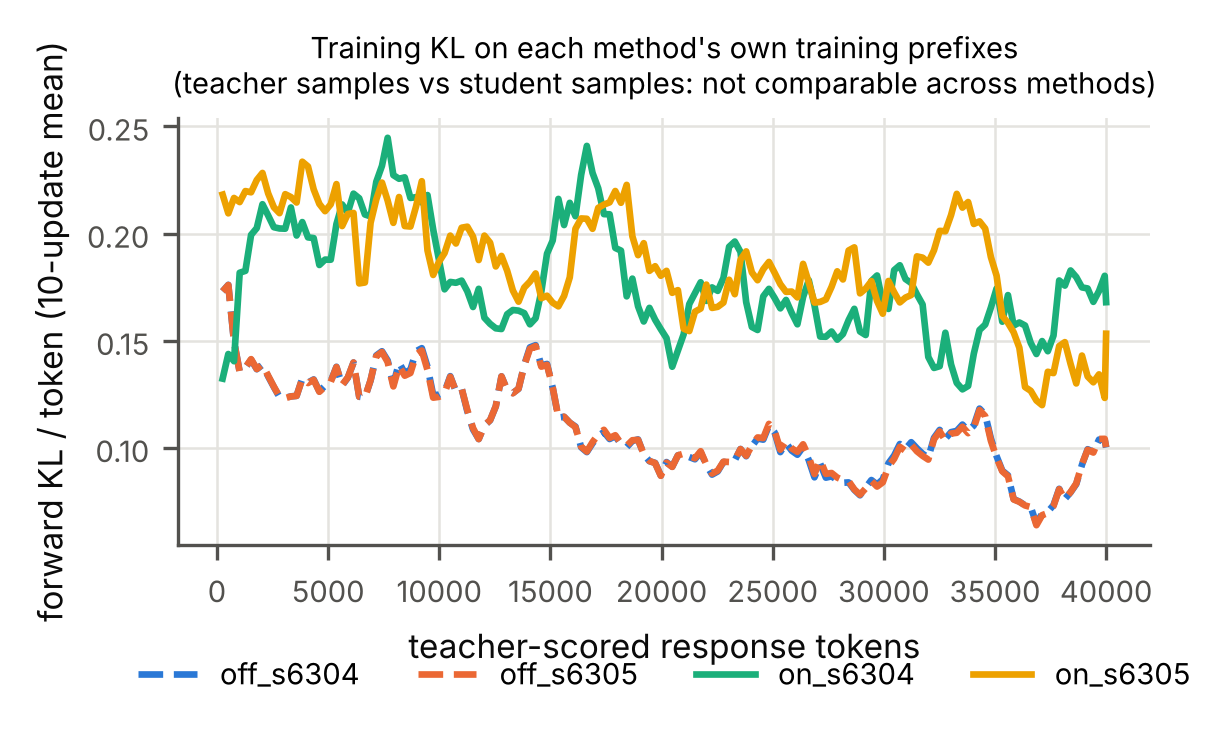 Training KL on each method's own training prefixes
(teacher samples vs student samples: not comparable across methods)
forward KL / token (10-update mean)
0.25
0.20
0.15
0.10
0 5000 10000 15000 20000 25000 30000 35000 40000
teacher-scored response tokens
off_s6304 off_s6305 on_s6304 on_s6305